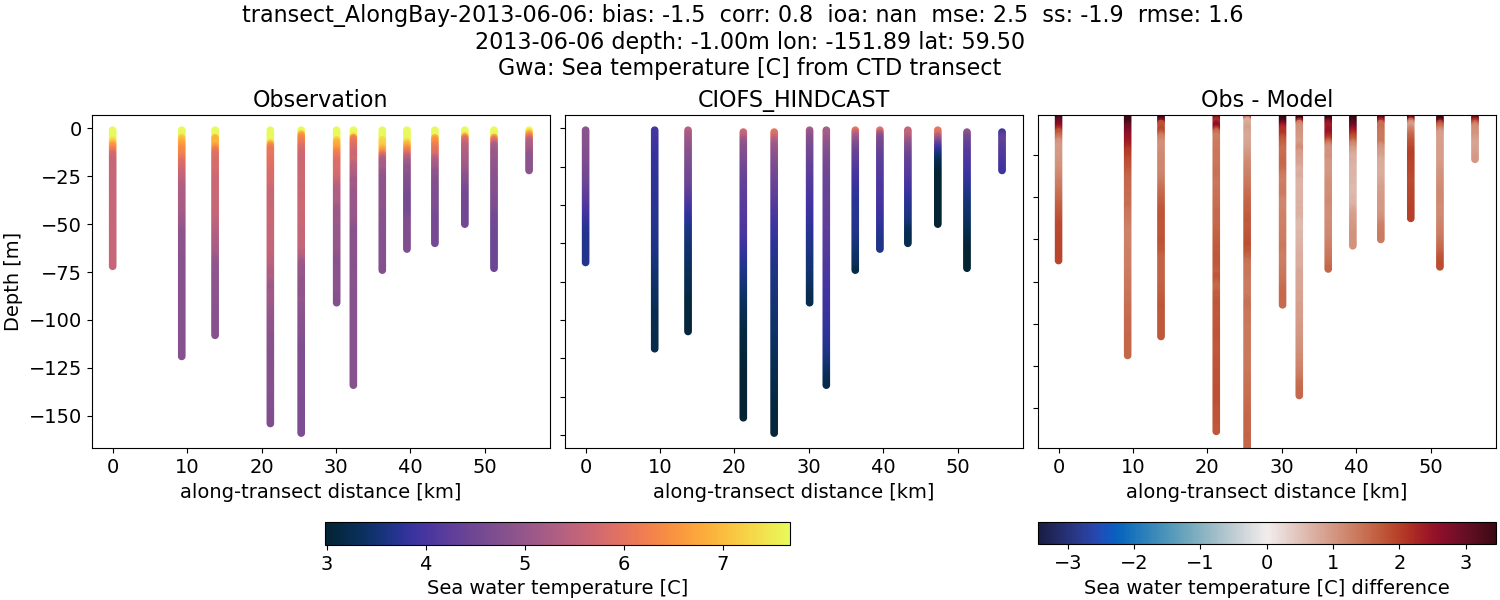 transect_AlongBay-2013-06-06: bias: -1.5  corr: 0.8  ioa: nan  mse: 2.5  ss: -1.9  rmse: 1.6
2013-06-06 depth: -1.00m lon: -151.89 lat: 59.50
Gwa: Sea temperature [C] from CTD transect
Observation
CIOFS_HINDCAST
Obs - Model
Depth [m]
0
−25
−50
−75
−100
−125
−150
0 10 20 30 40 50
along-transect distance [km]
0 10 20 30 40 50
along-transect distance [km]
0 10 20 30 40 50
along-transect distance [km]
3 4 5 6 7
Sea water temperature [C]
−3 −2 −1 0 1 2 3
Sea water temperature [C] difference